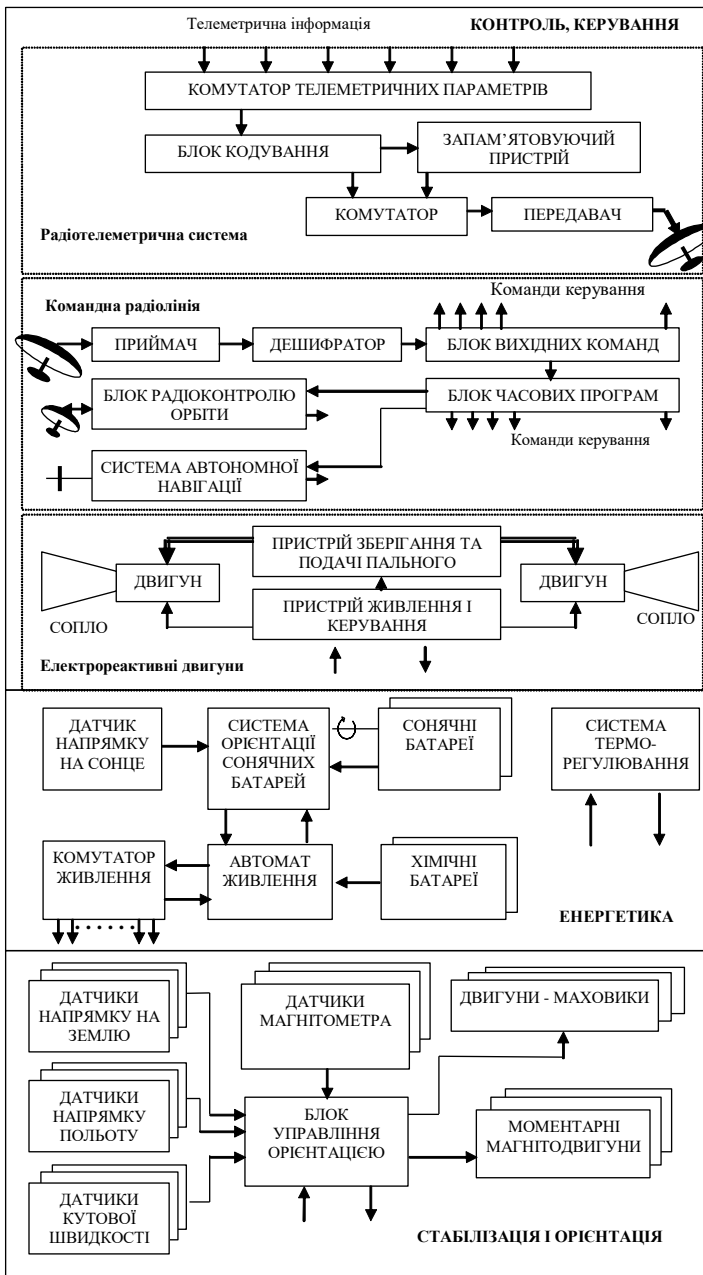 Телеметрична інформація
КОНТРОЛЬ, КЕРУВАННЯ
КОМУТАТОР ТЕЛЕМЕТРИЧНИХ ПАРАМЕТРІВ
БЛОК КОДУВАННЯ
ЗАПАМ’ЯТОВУЮЧИЙ
ПРИСТРІЙ
КОМУТАТОР
ПЕРЕДАВАЧ
Радіотелеметрична система
Команди керування
Командна радіолінія
ПРИЙМАЧ
ДЕШИФРАТОР
БЛОК ВИХІДНИХ КОМАНД
БЛОК РАДІОКОНТРОЛЮ
ОРБІТИ
БЛОК ЧАСОВИХ ПРОГРАМ
Команди керування
СИСТЕМА АВТОНОМНОЇ
НАВІГАЦІЇ
ПРИСТРІЙ ЗБЕРІГАННЯ ТА
ПОДАЧІ ПАЛЬНОГО
ДВИГУН
ДВИГУН
СОПЛО
ПРИСТРІЙ ЖИВЛЕННЯ І
КЕРУВАННЯ
СОПЛО
Електрореактивні двигуни
ДАТЧИК
НАПРЯМКУ
НА СОНЦЕ
СИСТЕМА
ОРІЄНТАЦІЇ
СОНЯЧНИХ
БАТАРЕЙ
СОНЯЧНІ
БАТАРЕЇ
СИСТЕМА
ТЕРМО-
РЕГУЛЮВАННЯ
КОМУТАТОР
ЖИВЛЕННЯ
АВТОМАТ
ЖИВЛЕННЯ
ХІМІЧНІ
БАТАРЕЇ
ЕНЕРГЕТИКА
ДАТЧИКИ
НАПРЯМКУ НА
ЗЕМЛЮ
ДАТЧИКИ
МАГНІТОМЕТРА
ДВИГУНИ - МАХОВИКИ
ДАТЧИКИ
НАПРЯМКУ
ПОЛЬОТУ
БЛОК
УПРАВЛІННЯ
ОРІЄНТАЦІЄЮ
МОМЕНТАРНІ
МАГНІТОДВИГУНИ
ДАТЧИКИ
КУТОВОЇ
ШВИДКОСТІ
СТАБІЛІЗАЦІЯ І ОРІЄНТАЦІЯ